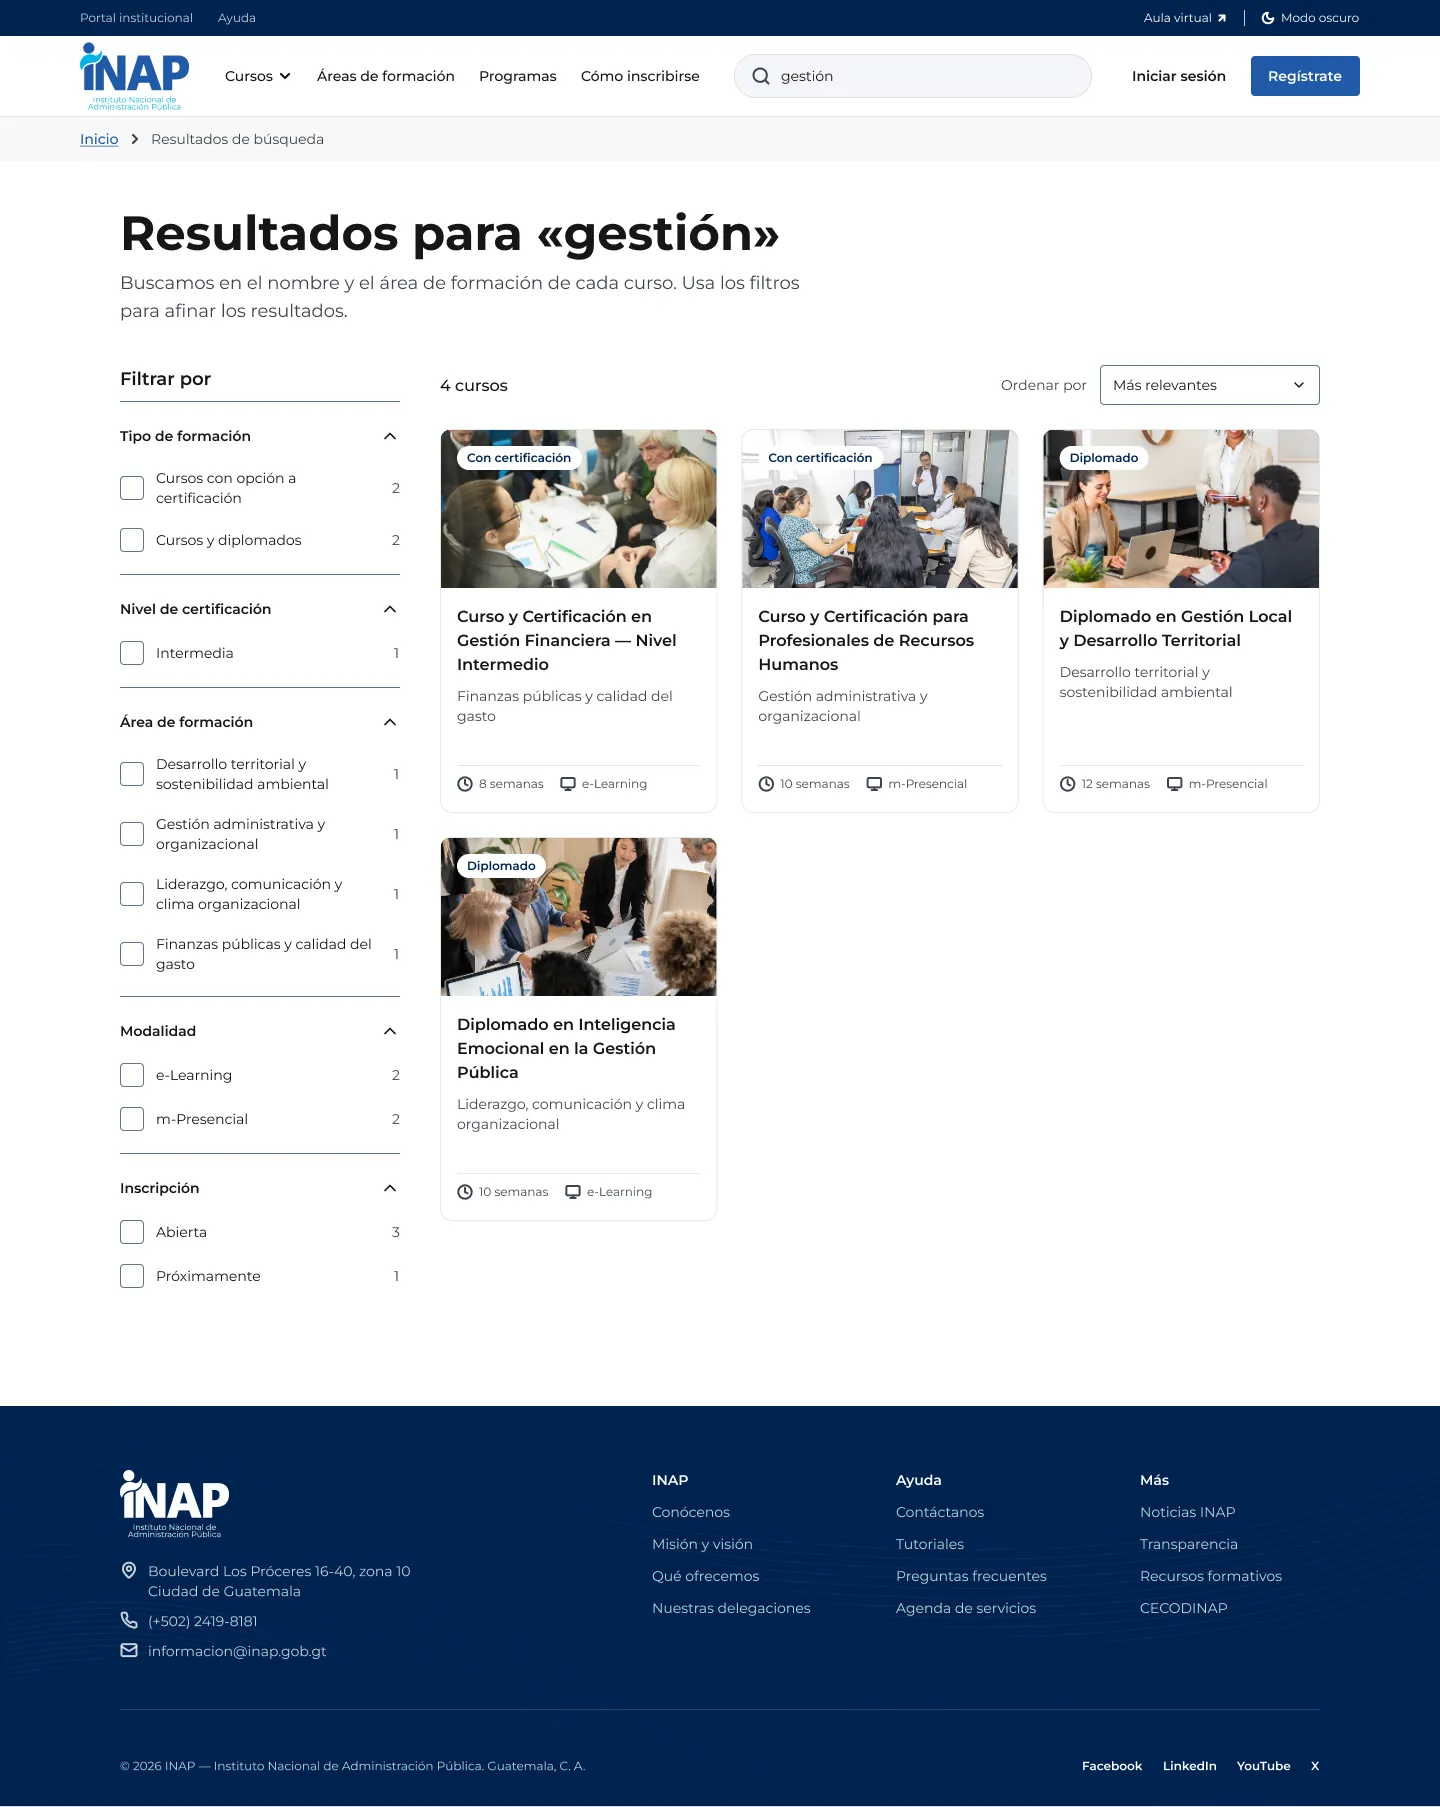 Portal institucional
Ayuda
Aula virtual
Modo oscuro
iNAP
Instituto Nacional de
Administración Pública
Cursos
Áreas de formación
Programas
Cómo inscribirse
gestión
Iniciar sesión
Regístrate
Inicio
Resultados de búsqueda
Resultados para «gestión»
Buscamos en el nombre y el área de formación de cada curso. Usa los filtros
para afinar los resultados.
Filtrar por
Tipo de formación
Cursos con opción a
certificación
2
Cursos y diplomados
2
Nivel de certificación
Intermedia
1
Área de formación
Desarrollo territorial y
sostenibilidad ambiental
1
Gestión administrativa y
organizacional
1
Liderazgo, comunicación y
clima organizacional
1
Finanzas públicas y calidad del
gasto
1
Modalidad
e-Learning
2
m-Presencial
2
Inscripción
Abierta
3
Próximamente
1
4 cursos
Ordenar por
Más relevantes
Con certificación
Curso y Certificación en
Gestión Financiera — Nivel
Intermedio
Finanzas públicas y calidad del
gasto
8 semanas
e-Learning
Con certificación
Curso y Certificación para
Profesionales de Recursos
Humanos
Gestión administrativa y
organizacional
10 semanas
m-Presencial
Diplomado
Diplomado en Gestión Local
y Desarrollo Territorial
Desarrollo territorial y
sostenibilidad ambiental
12 semanas
m-Presencial
Diplomado
Diplomado en Inteligencia
Emocional en la Gestión
Pública
Liderazgo, comunicación y clima
organizacional
10 semanas
e-Learning
iNAP
Instituto Nacional de
Administración Pública
Boulevard Los Próceres 16-40, zona 10
Ciudad de Guatemala
(+502) 2419-8181
informacion@inap.gob.gt
INAP
Conócenos
Misión y visión
Qué ofrecemos
Nuestras delegaciones
Ayuda
Contáctanos
Tutoriales
Preguntas frecuentes
Agenda de servicios
Más
Noticias INAP
Transparencia
Recursos formativos
CECODINAP
© 2026 INAP — Instituto Nacional de Administración Pública. Guatemala, C. A.
Facebook
LinkedIn
YouTube
X